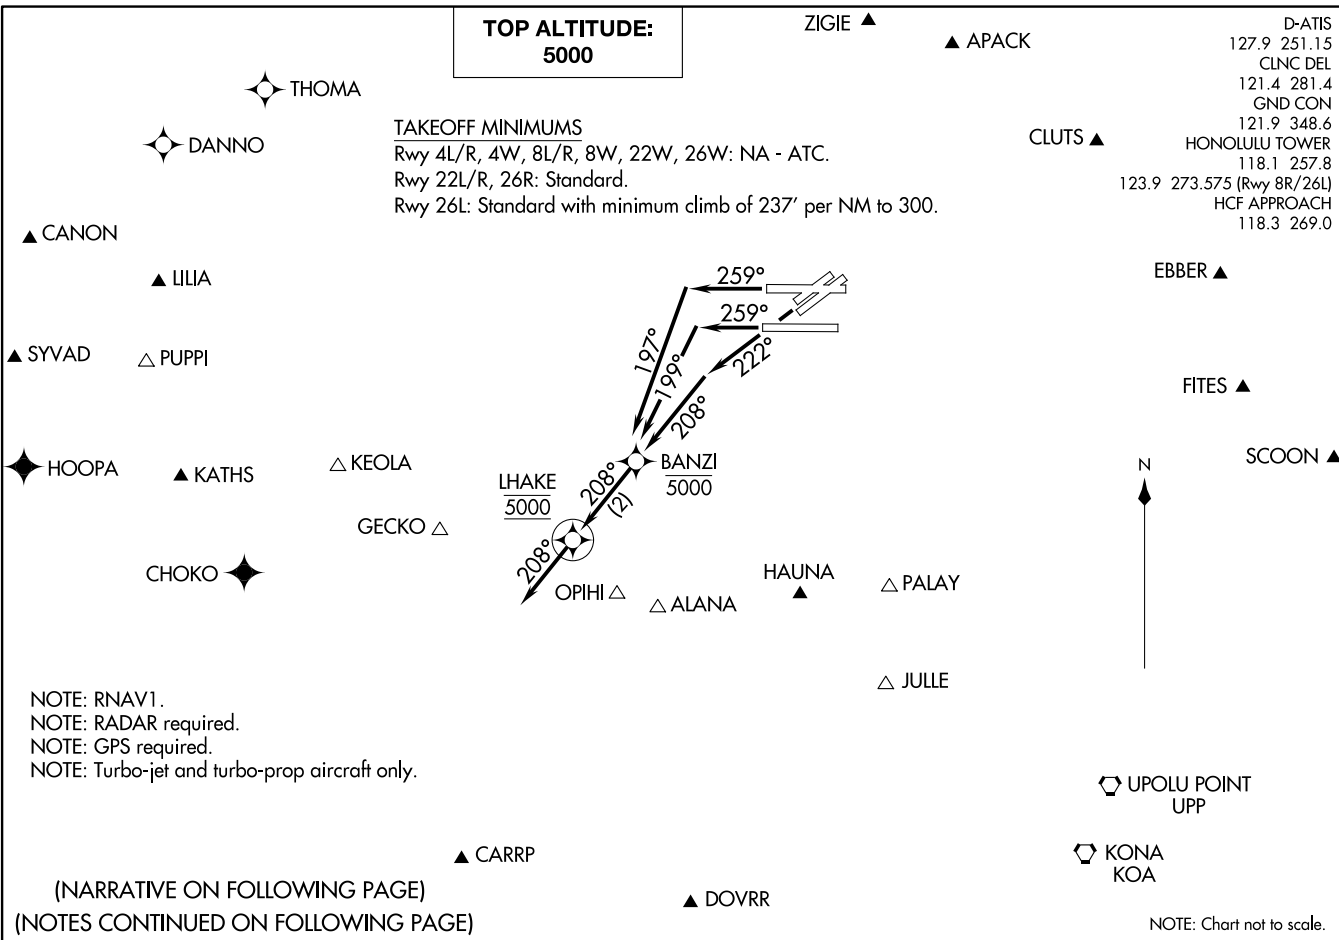 TOP ALTITUDE:
5000
ZIGIE
APACK
D-ATIS
127.9 251.15
CLNC DEL
121.4 281.4
GND CON
121.9 348.6
HONOLULU TOWER
118.1 257.8
123.9 273.575 (Rwy 8R/26L)
HCF APPROACH
118.3 269.0
THOMA
DANNO
TAKEOFF MINIMUMS
Rwy 4L/R, 4W, 8L/R, 8W, 22W, 26W: NA - ATC.
Rwy 22L/R, 26R: Standard.
Rwy 26L: Standard with minimum climb of 237' per NM to 300.
CLUTS
CANON
LILIA
EBBER
259°
259°
197°
199°
222°
208°
SYVAD
PUPPI
FITES
HOOPA
KATHS
KEOLA
BANZI
5000
SCOON
N
LHAKE
5000
208°
(2)
GECKO
CHOKO
208°
OPIHI
ALANA
HAUNA
PALAY
JULLE
NOTE: RNAV1.
NOTE: RADAR required.
NOTE: GPS required.
NOTE: Turbo-jet and turbo-prop aircraft only.
UPOLU POINT
UPP
KONA
KOA
CARRP
DOVRR
(NARRATIVE ON FOLLOWING PAGE)
(NOTES CONTINUED ON FOLLOWING PAGE)
NOTE: Chart not to scale.